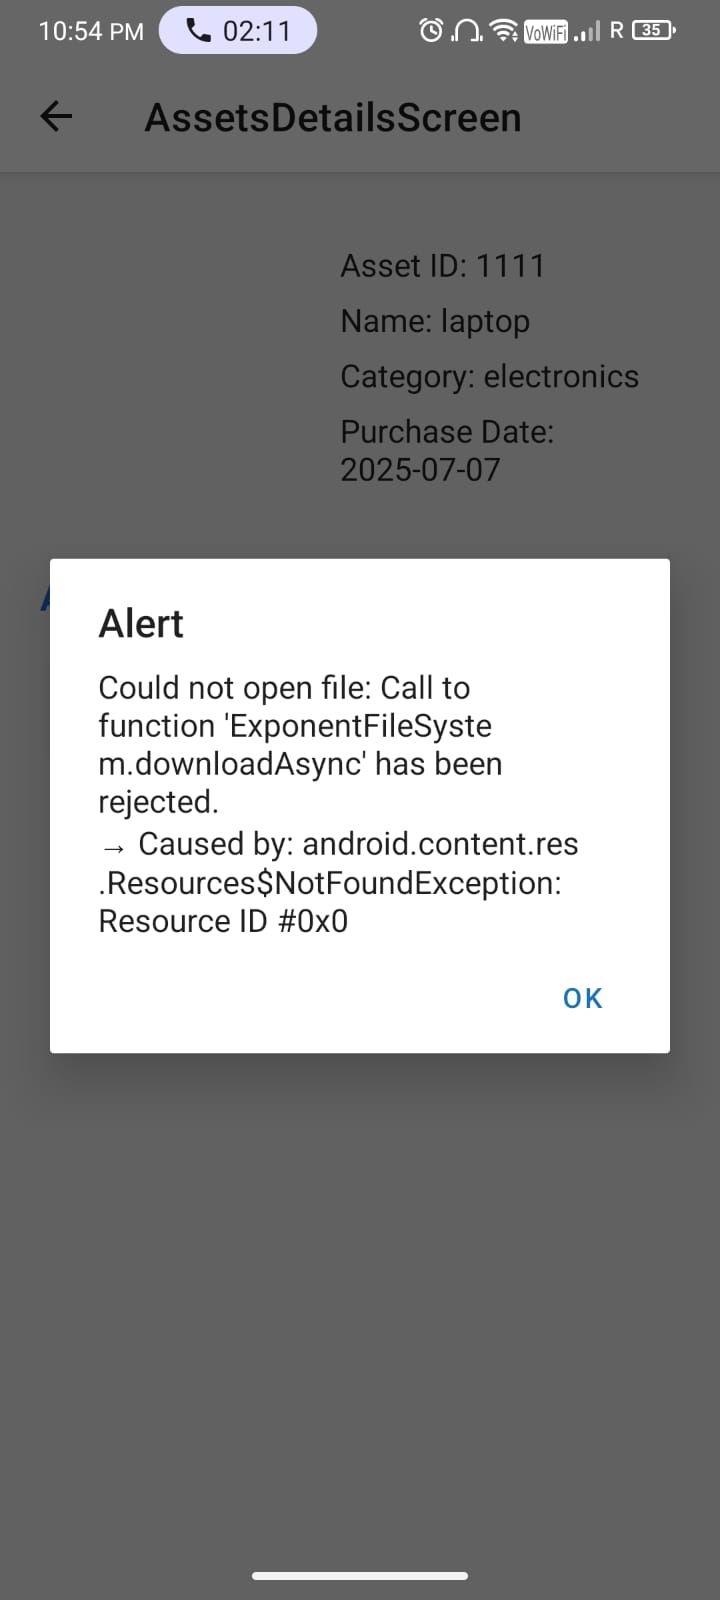 10:54 PM 02:11 VoWiFi R 35
AssetsDetailsScreen
Asset ID: 1111
Name: laptop
Category: electronics
Purchase Date:
2025-07-07
Alert
Could not open file: Call to
function 'ExponentFileSyste
m.downloadAsync' has been
rejected.
→ Caused by: android.content.res
.Resources$NotFoundException:
Resource ID #0x0
OK